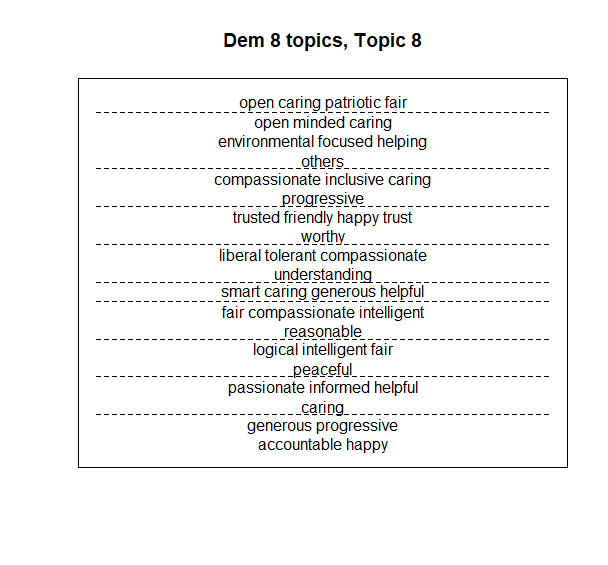 Dem 8 topics, Topic 8
open caring patriotic fair
open minded caring
environmental focused helping
others
compassionate inclusive caring
progressive
trusted friendly happy trust
worthy
liberal tolerant compassionate
understanding
smart caring generous helpful
fair compassionate intelligent
reasonable
logical intelligent fair
peaceful
passionate informed helpful
caring
generous progressive
accountable happy